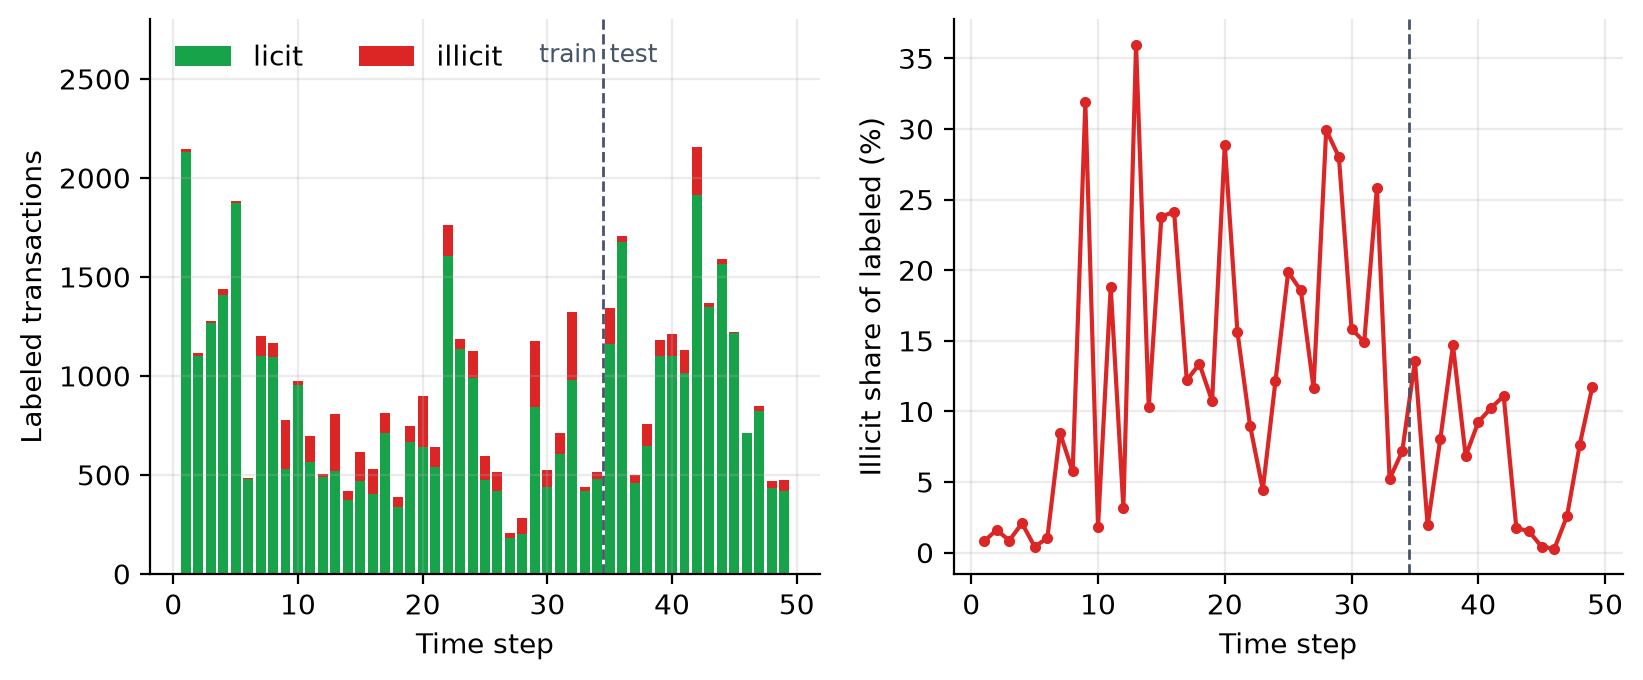 licit
illicit
train
test
Labeled transactions
2500
2000
1500
1000
500
0
0 10 20 30 40 50
Time step
Illicit share of labeled (%)
35
30
25
20
15
10
5
0
0 10 20 30 40 50
Time step